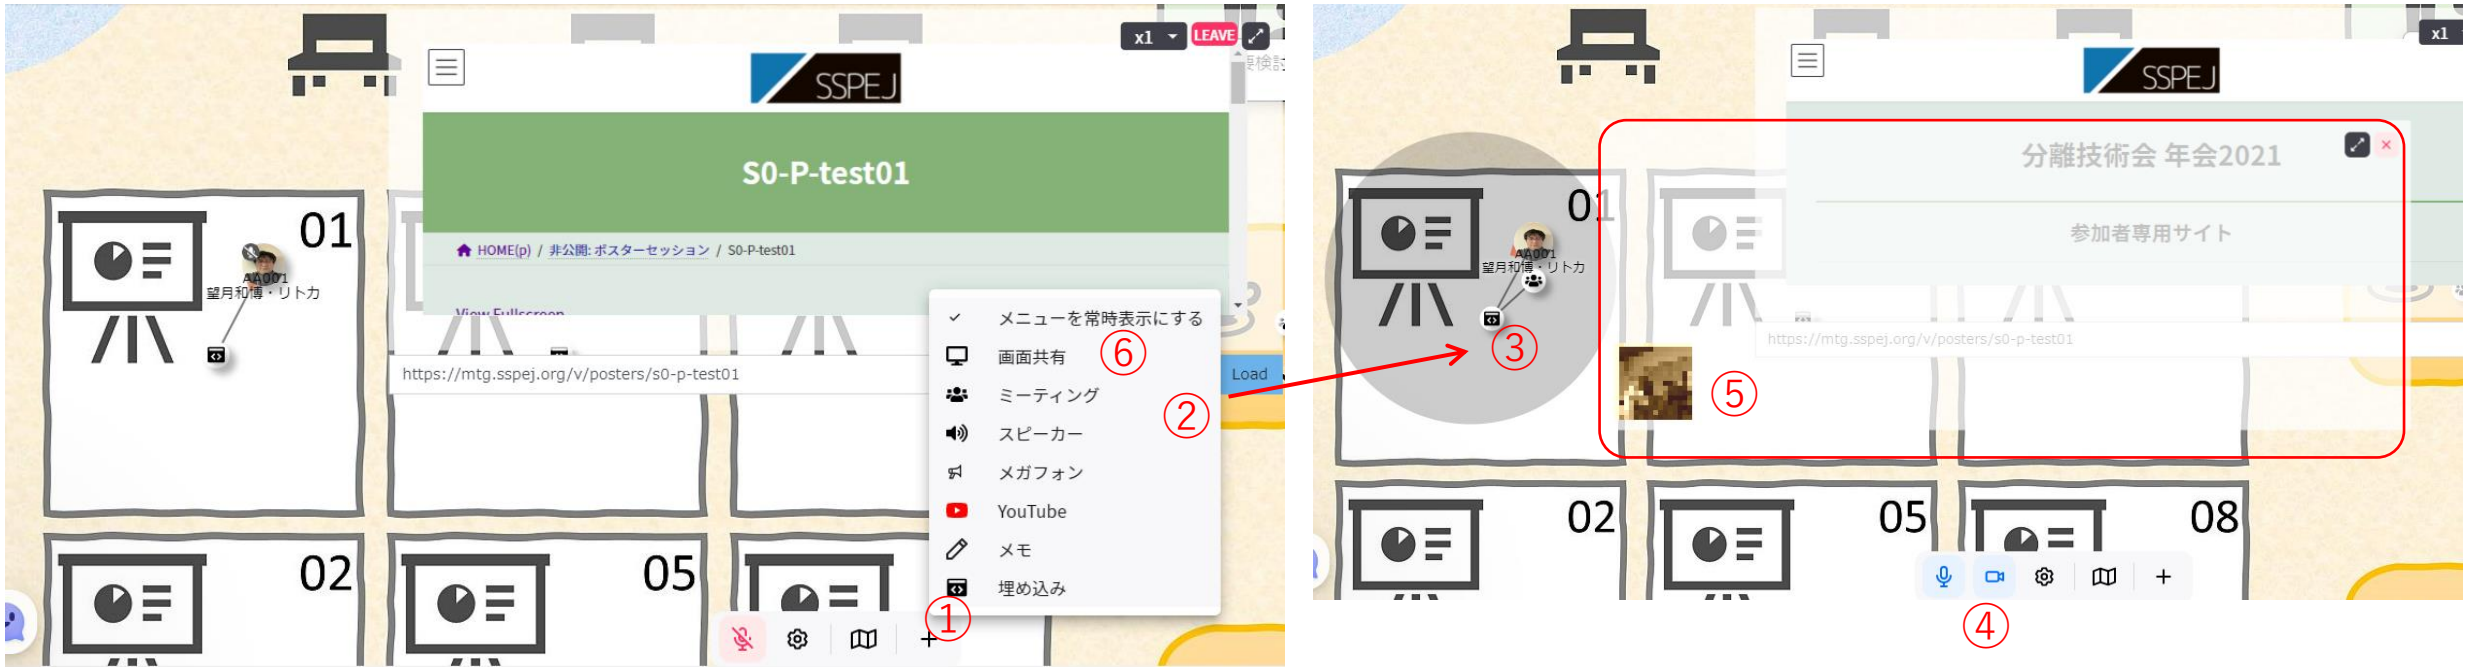 x1
LEAVE
要検討
SSPEJ
S0-P-test01
HOME(p) / 非公開: ポスターセッション / S0-P-test01
View Fullscreen
01
AA001
望月和博・リトカ
https://mtg.sspej.org/v/posters/s0-p-test01
Load
メニューを常時表示にする
画面共有
⑥
ミーティング
②
スピーカー
メガフォン
YouTube
メモ
埋め込み
①
02
05
x1
SSPEJ
分離技術会 年会2021
参加者専用サイト
01
AA001
望月和博・リトカ
③
https://mtg.sspej.org/v/posters/s0-p-test01
⑤
02
05
08
④